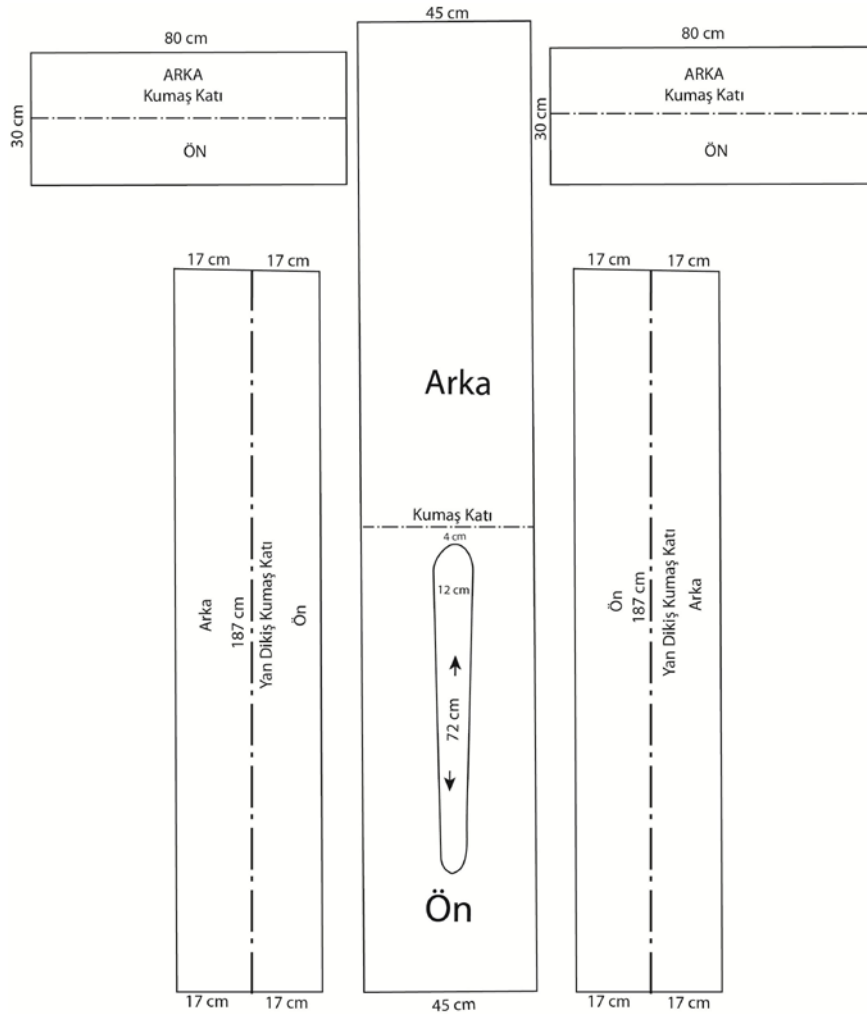 45 cm
80 cm
ARKA
Kumaş Katı
30 cm
ÖN
80 cm
ARKA
Kumaş Katı
30 cm
ÖN
17 cm 17 cm
Arka
187 cm
Yan Dikiş Kumaş Katı
Ön
17 cm 17 cm
Arka
Kumaş Katı
4 cm
12 cm
72 cm
Ön
45 cm
17 cm 17 cm
Ön
187 cm
Yan Dikiş Kumaş Katı
Arka
17 cm 17 cm